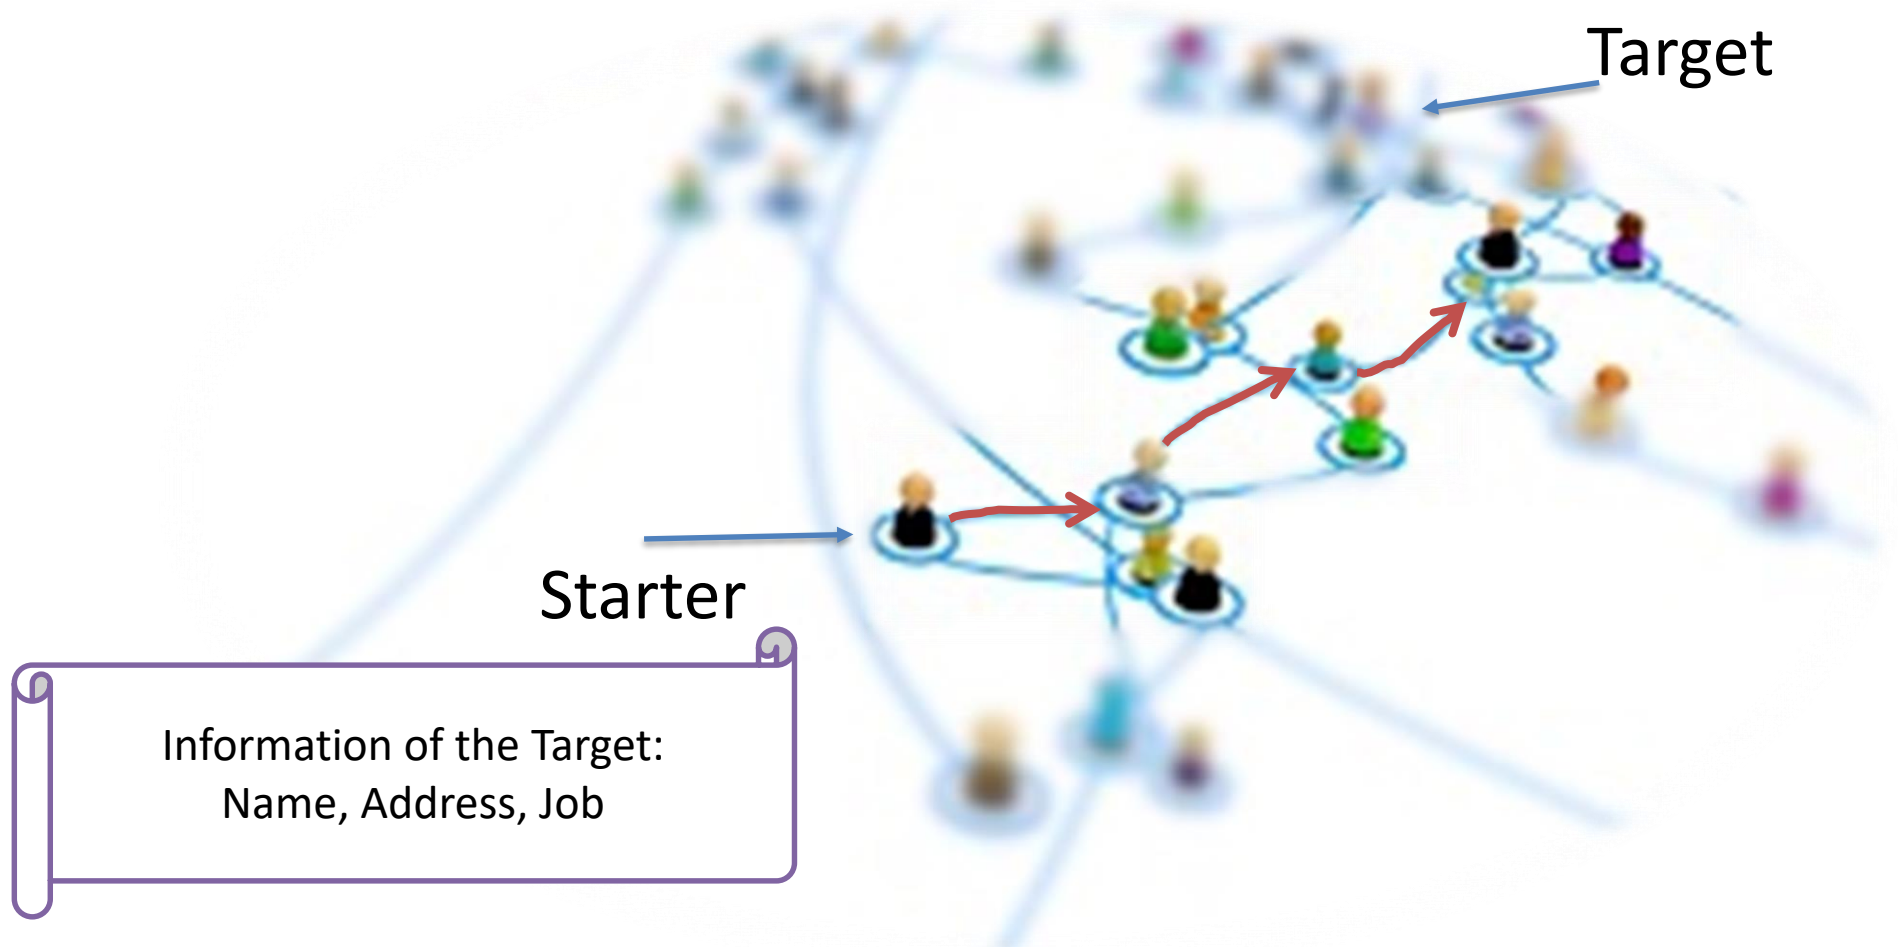 Target
Starter
Information of the Target:
Name, Address, Job